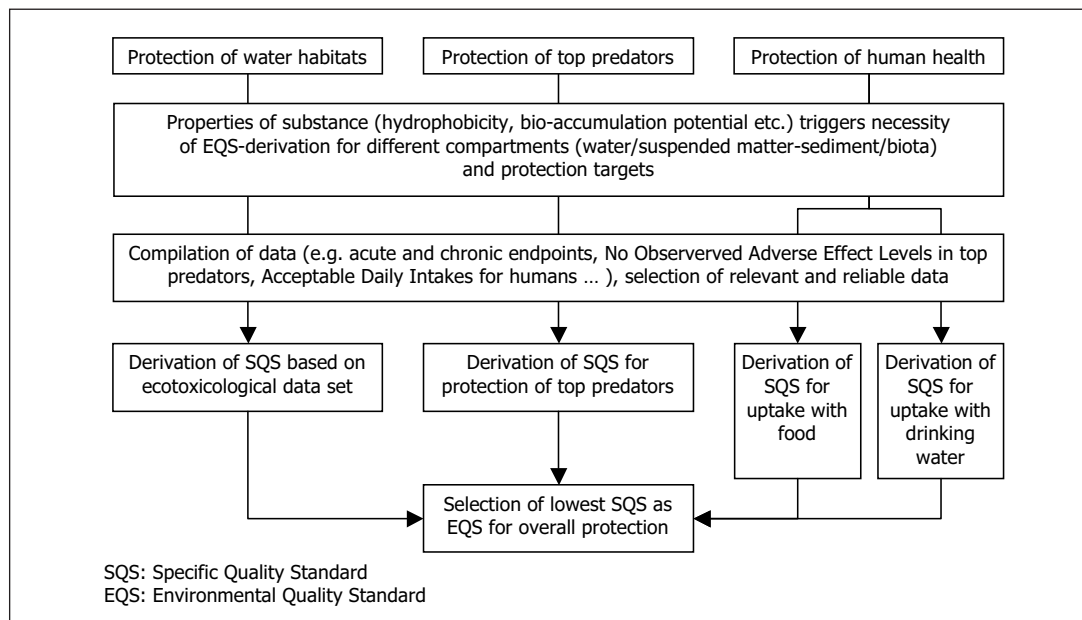 Protection of water habitats
Protection of top predators
Protection of human health
Properties of substance (hydrophobicity, bio-accumulation potential etc.) triggers necessity
of EQS-derivation for different compartments (water/suspended matter-sediment/biota)
and protection targets
Compilation of data (e.g. acute and chronic endpoints, No Observerved Adverse Effect Levels in top
predators, Acceptable Daily Intakes for humans ... ), selection of relevant and reliable data
Derivation of SQS based on
ecotoxicological data set
Derivation of SQS for
protection of top predators
Derivation of
SQS for
uptake with
food
Derivation of
SQS for
uptake with
drinking
water
Selection of lowest SQS as
EQS for overall protection
SQS: Specific Quality Standard
EQS: Environmental Quality Standard